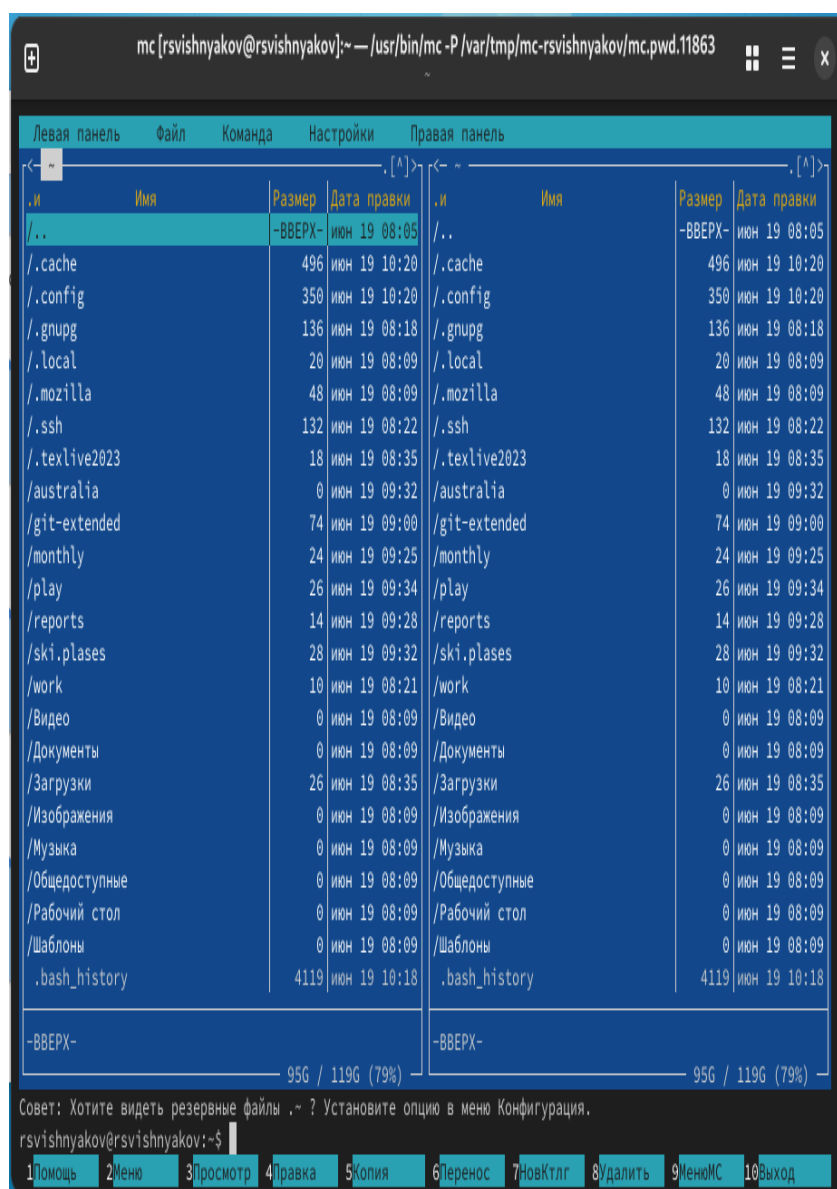 mc [rsvishnyakov@rsvishnyakov]:~ — /usr/bin/mc -P /var/tmp/mc-rsvishnyakov/mc.pwd.11863
~
Левая панель Файл Команда Настройки Правая панель
<— ~ .[^]> <— ~ .[^]>
.и Имя Размер Дата правки .и Имя Размер Дата правки
/.. -ВВЕРХ- июн 19 08:05 /.. -ВВЕРХ- июн 19 08:05
/.cache 496 июн 19 10:20 /.cache 496 июн 19 10:20
/.config 350 июн 19 10:20 /.config 350 июн 19 10:20
/.gnupg 136 июн 19 08:18 /.gnupg 136 июн 19 08:18
/.local 20 июн 19 08:09 /.local 20 июн 19 08:09
/.mozilla 48 июн 19 08:09 /.mozilla 48 июн 19 08:09
/.ssh 132 июн 19 08:22 /.ssh 132 июн 19 08:22
/.texlive2023 18 июн 19 08:35 /.texlive2023 18 июн 19 08:35
/australia 0 июн 19 09:32 /australia 0 июн 19 09:32
/git-extended 74 июн 19 09:00 /git-extended 74 июн 19 09:00
/monthly 24 июн 19 09:25 /monthly 24 июн 19 09:25
/play 26 июн 19 09:34 /play 26 июн 19 09:34
/reports 14 июн 19 09:28 /reports 14 июн 19 09:28
/ski.plases 28 июн 19 09:32 /ski.plases 28 июн 19 09:32
/work 10 июн 19 08:21 /work 10 июн 19 08:21
/Видео 0 июн 19 08:09 /Видео 0 июн 19 08:09
/Документы 0 июн 19 08:09 /Документы 0 июн 19 08:09
/Загрузки 26 июн 19 08:35 /Загрузки 26 июн 19 08:35
/Изображения 0 июн 19 08:09 /Изображения 0 июн 19 08:09
/Музыка 0 июн 19 08:09 /Музыка 0 июн 19 08:09
/Общедоступные 0 июн 19 08:09 /Общедоступные 0 июн 19 08:09
/Рабочий стол 0 июн 19 08:09 /Рабочий стол 0 июн 19 08:09
/Шаблоны 0 июн 19 08:09 /Шаблоны 0 июн 19 08:09
.bash_history 4119 июн 19 10:18 .bash_history 4119 июн 19 10:18
-ВВЕРХ- -ВВЕРХ-
95G / 119G (79%) 95G / 119G (79%)
Совет: Хотите видеть резервные файлы .~ ? Установите опцию в меню Конфигурация.
rsvishnyakov@rsvishnyakov:~$
1Помощь 2Меню 3Просмотр 4Правка 5Копия 6Перенос 7НовКтлг 8Удалить 9МенюМС 10Выход